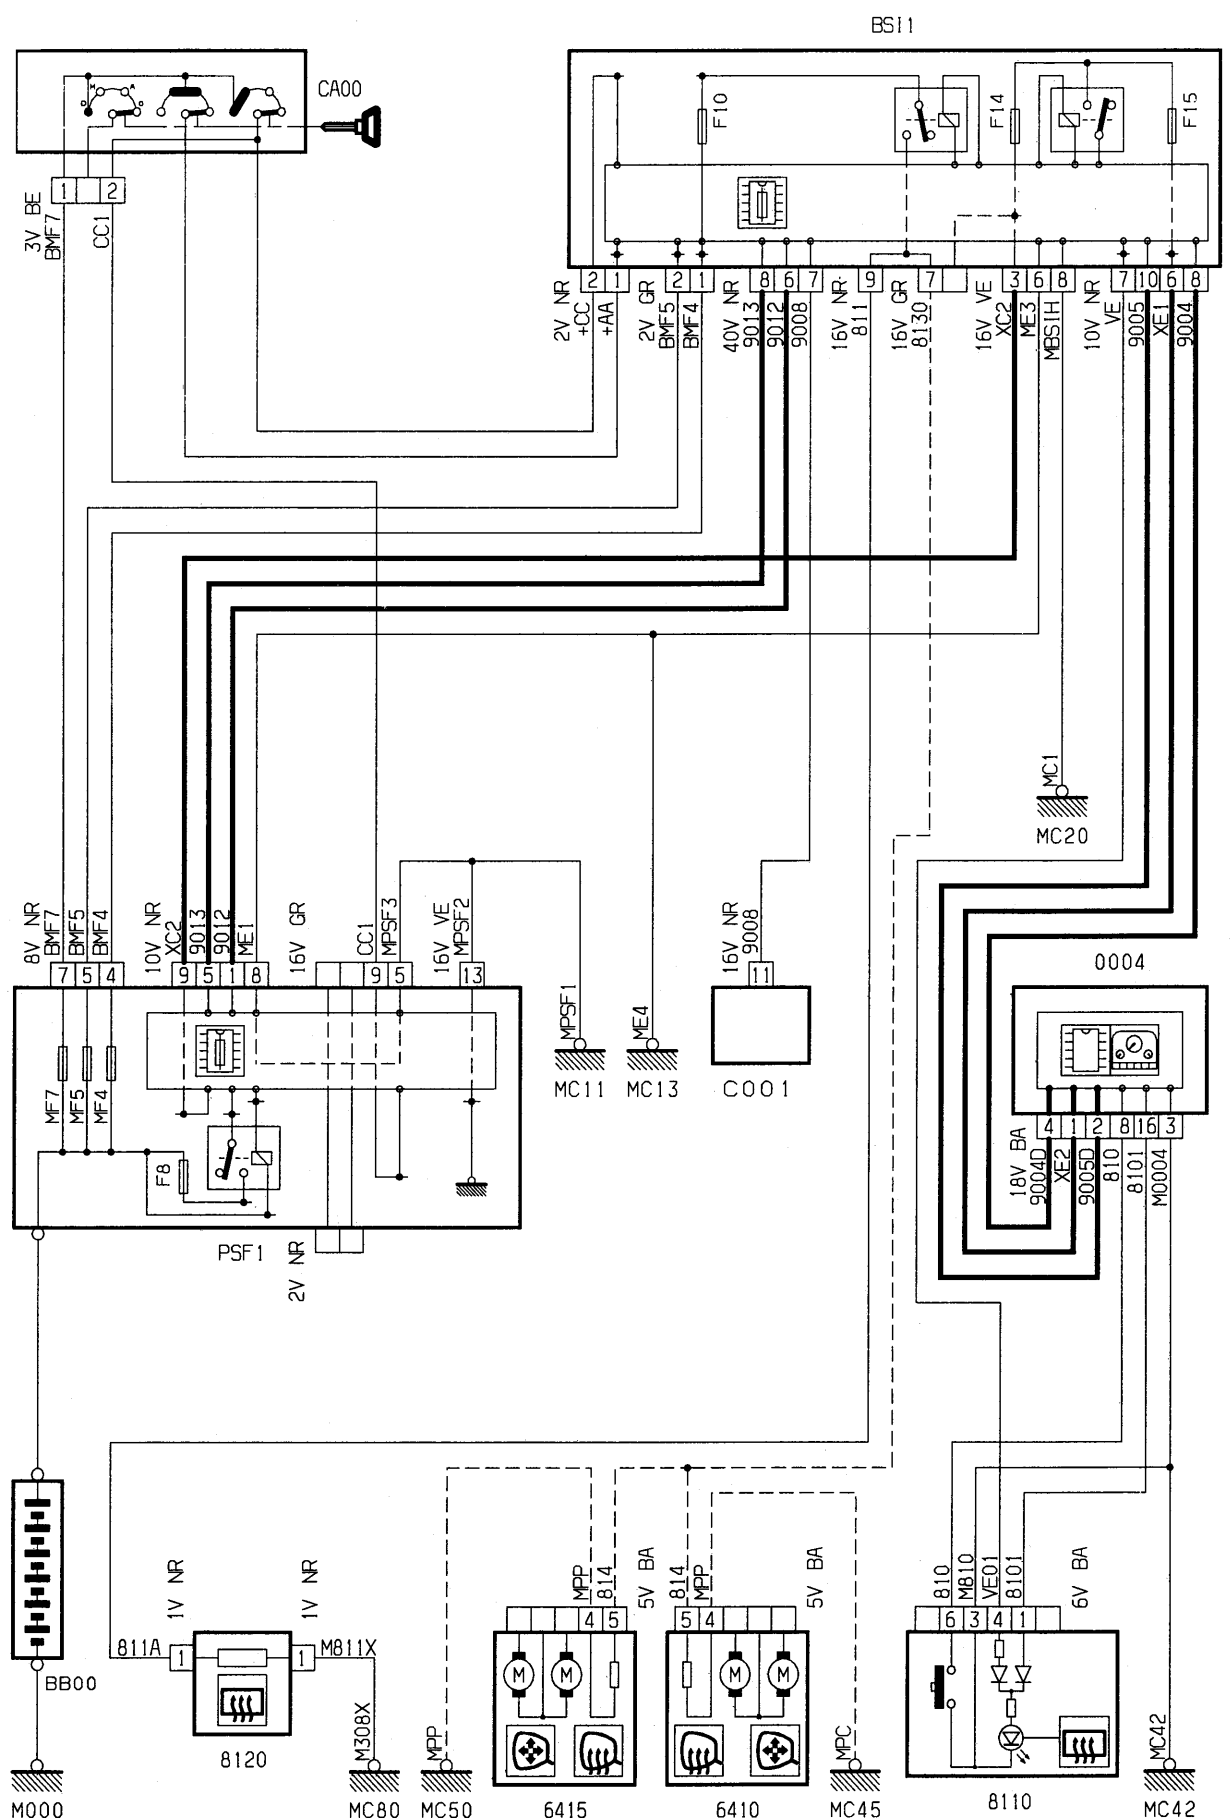 BSI1
CA00
H
A
D
D
F10
F14
F15
1 2
3V BE
BMF7
CC1
2 1 2 1 8 6 7 9 7 3 6 8 7 10 6 8
2V NR
+CC
+AA
2V GR
BMF5
BMF4
40V NR
9013
9012
9008
16V NR
811
16V GR
8130
16V VE
XC2
ME3
MBSIH
10V NR
VE
9005
XE1
9004
MC1
MC20
8V NR
BMF7
BMF5
BMF4
10V NR
XC2
9013
9012
ME1
16V GR
CC1
MPSF3
16V VE
MPSF2
7 5 4 9 5 1 8 9 5 13
MPSF1
MC11
ME4
MC13
16V NR
9008
11
C001
0004
MF7
MF5
MF4
F8
PSF1
2V NR
4 1 2 8 16 3
18V BA
9004D
XE2
9005D
810
8101
M0004
BB00
M000
1V NR
1V NR
811A
1
1
M811X
8120
M308X
MC80
MPP
MC50
MPP
814
5V BA
4 5
M M
6415
814
MPP
5V BA
5 4
M M
6410
MPC
MC45
810
M810
VE01
8101
6V BA
6 3 4 1
8110
MC42
MC42